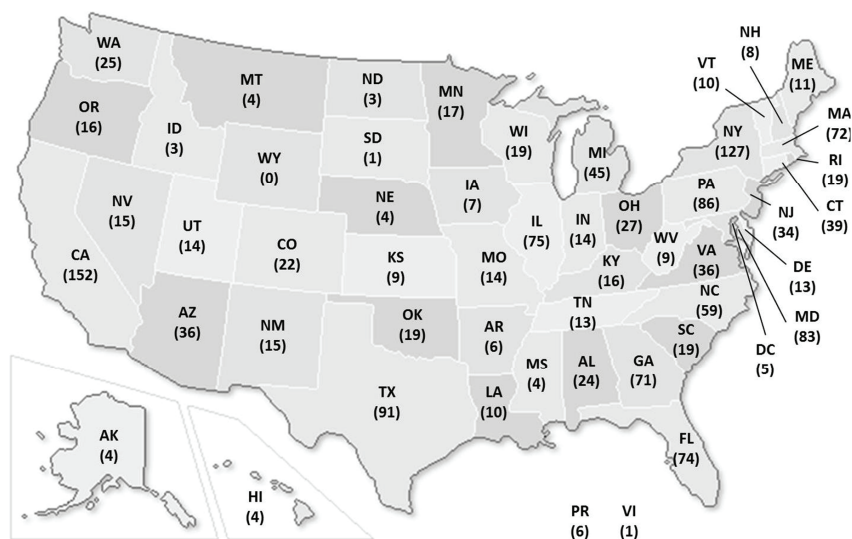 NH
(8)
WA
(25)
VT
(10)
ME
(11)
MT
(4)
ND
(3)
MN
(17)
OR
(16)
MA
(72)
ID
(3)
WI
(19)
NY
(127)
SD
(1)
MI
(45)
RI
(19)
WY
(0)
PA
(86)
IA
(7)
NE
(4)
OH
(27)
CT
(39)
NV
(15)
NJ
(34)
IL
(75)
IN
(14)
UT
(14)
WV
(9)
CO
(22)
VA
(36)
CA
(152)
KS
(9)
MO
(14)
KY
(16)
DE
(13)
NC
(59)
TN
(13)
AZ
(36)
OK
(19)
MD
(83)
NM
(15)
AR
(6)
SC
(19)
DC
(5)
MS
(4)
AL
(24)
GA
(71)
TX
(91)
LA
(10)
AK
(4)
FL
(74)
HI
(4)
PR
(6)
VI
(1)